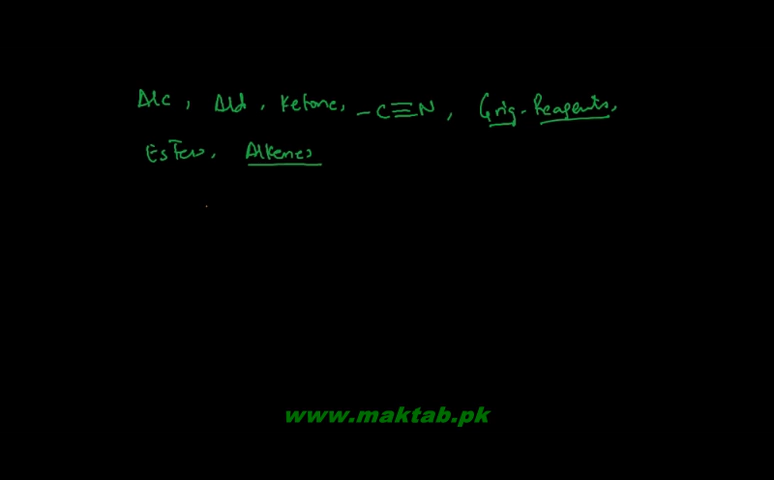 Alc, Ald, Ketone, -C≡N, Grig-Reagents,
Esters, Alkenes
www.maktab.pk